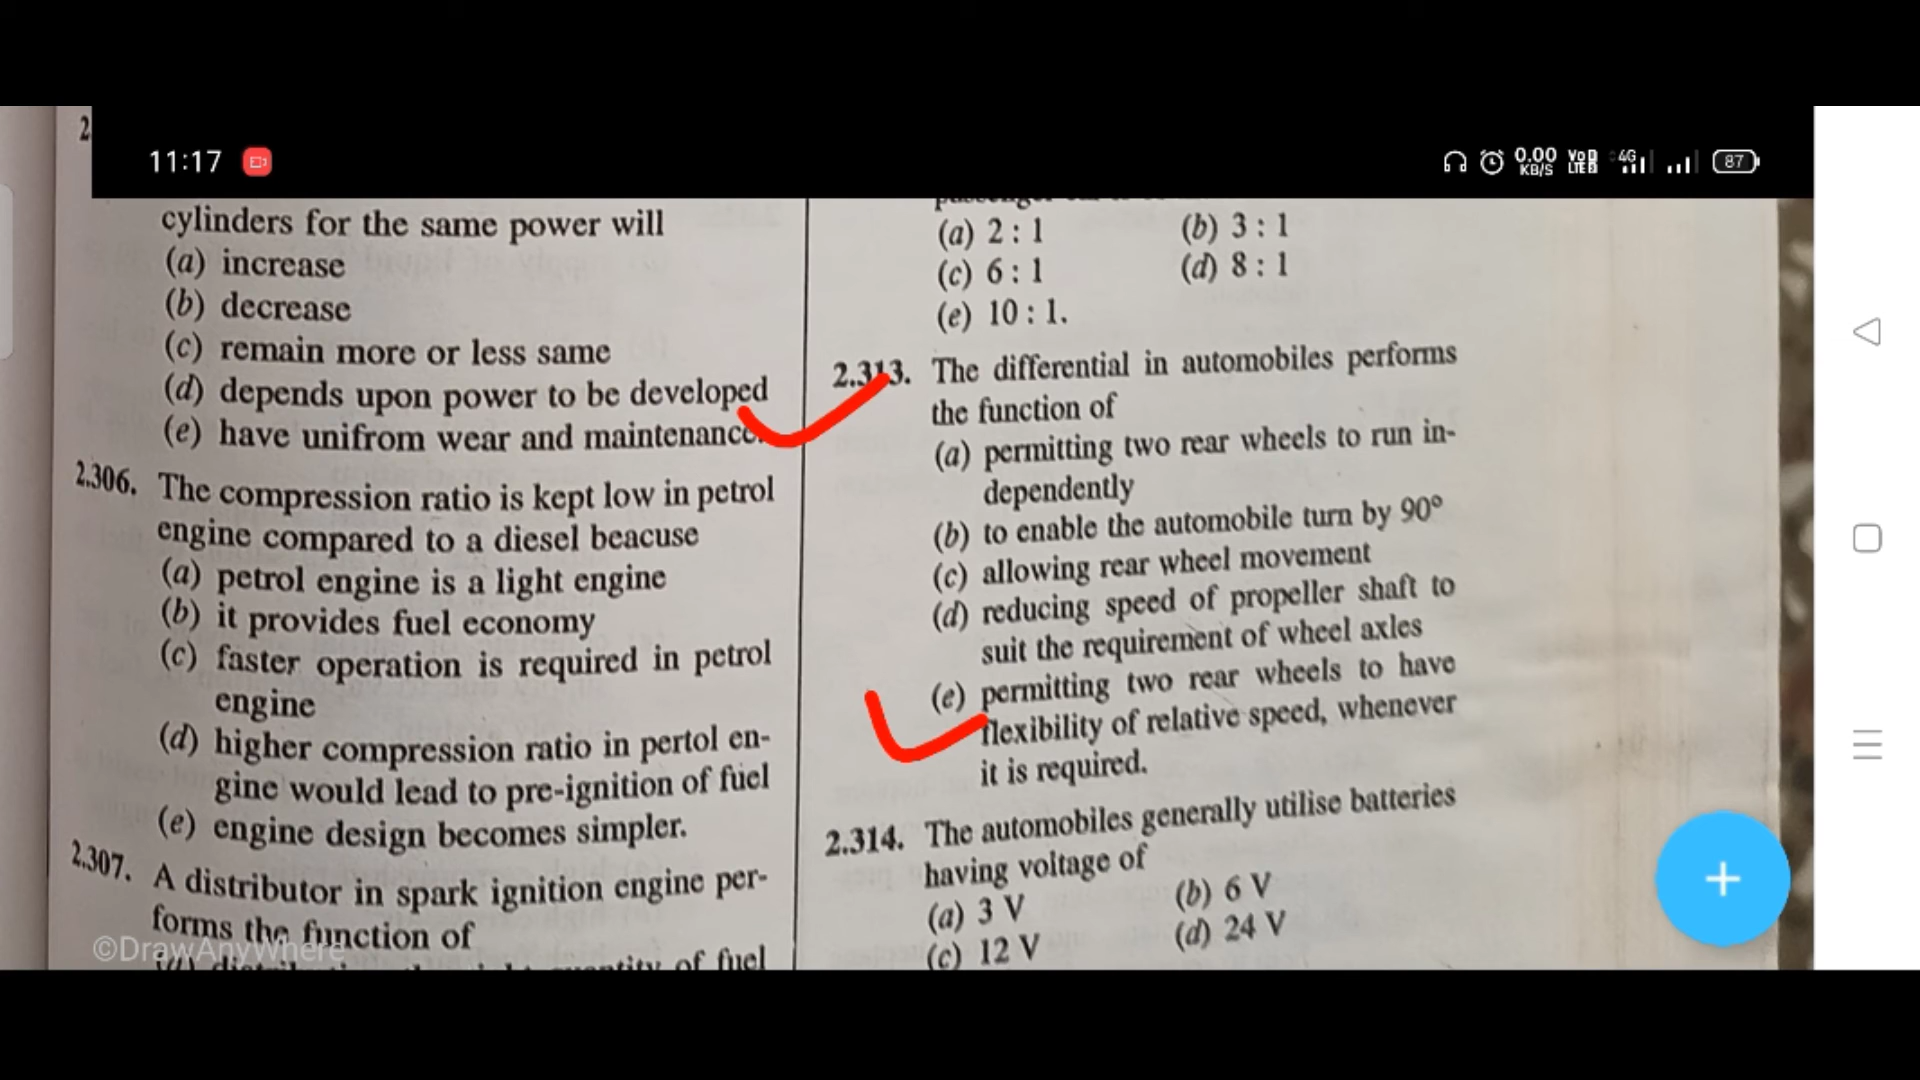 2
11:17
0.00
KB/S
4G
87
cylinders for the same power will
(a) increase
(b) decrease
(c) remain more or less same
(d) depends upon power to be developed
(e) have unifrom wear and maintenance.
2.306. The compression ratio is kept low in petrol
engine compared to a diesel beacuse
(a) petrol engine is a light engine
(b) it provides fuel economy
(c) faster operation is required in petrol
engine
(d) higher compression ratio in pertol en-
gine would lead to pre-ignition of fuel
(e) engine design becomes simpler.
2.307. A distributor in spark ignition engine per-
forms the function of
of fuel
©DrawAnyWhere
(a) 2 : 1 (b) 3 : 1
(c) 6 : 1 (d) 8 : 1
(e) 10 : 1.
2.313. The differential in automobiles performs
the function of
(a) permitting two rear wheels to run in-
dependently
(b) to enable the automobile turn by 90°
(c) allowing rear wheel movement
(d) reducing speed of propeller shaft to
suit the requirement of wheel axles
(e) permitting two rear wheels to have
flexibility of relative speed, whenever
it is required.
2.314. The automobiles generally utilise batteries
having voltage of
(a) 3 V (b) 6 V
(c) 12 V (d) 24 V